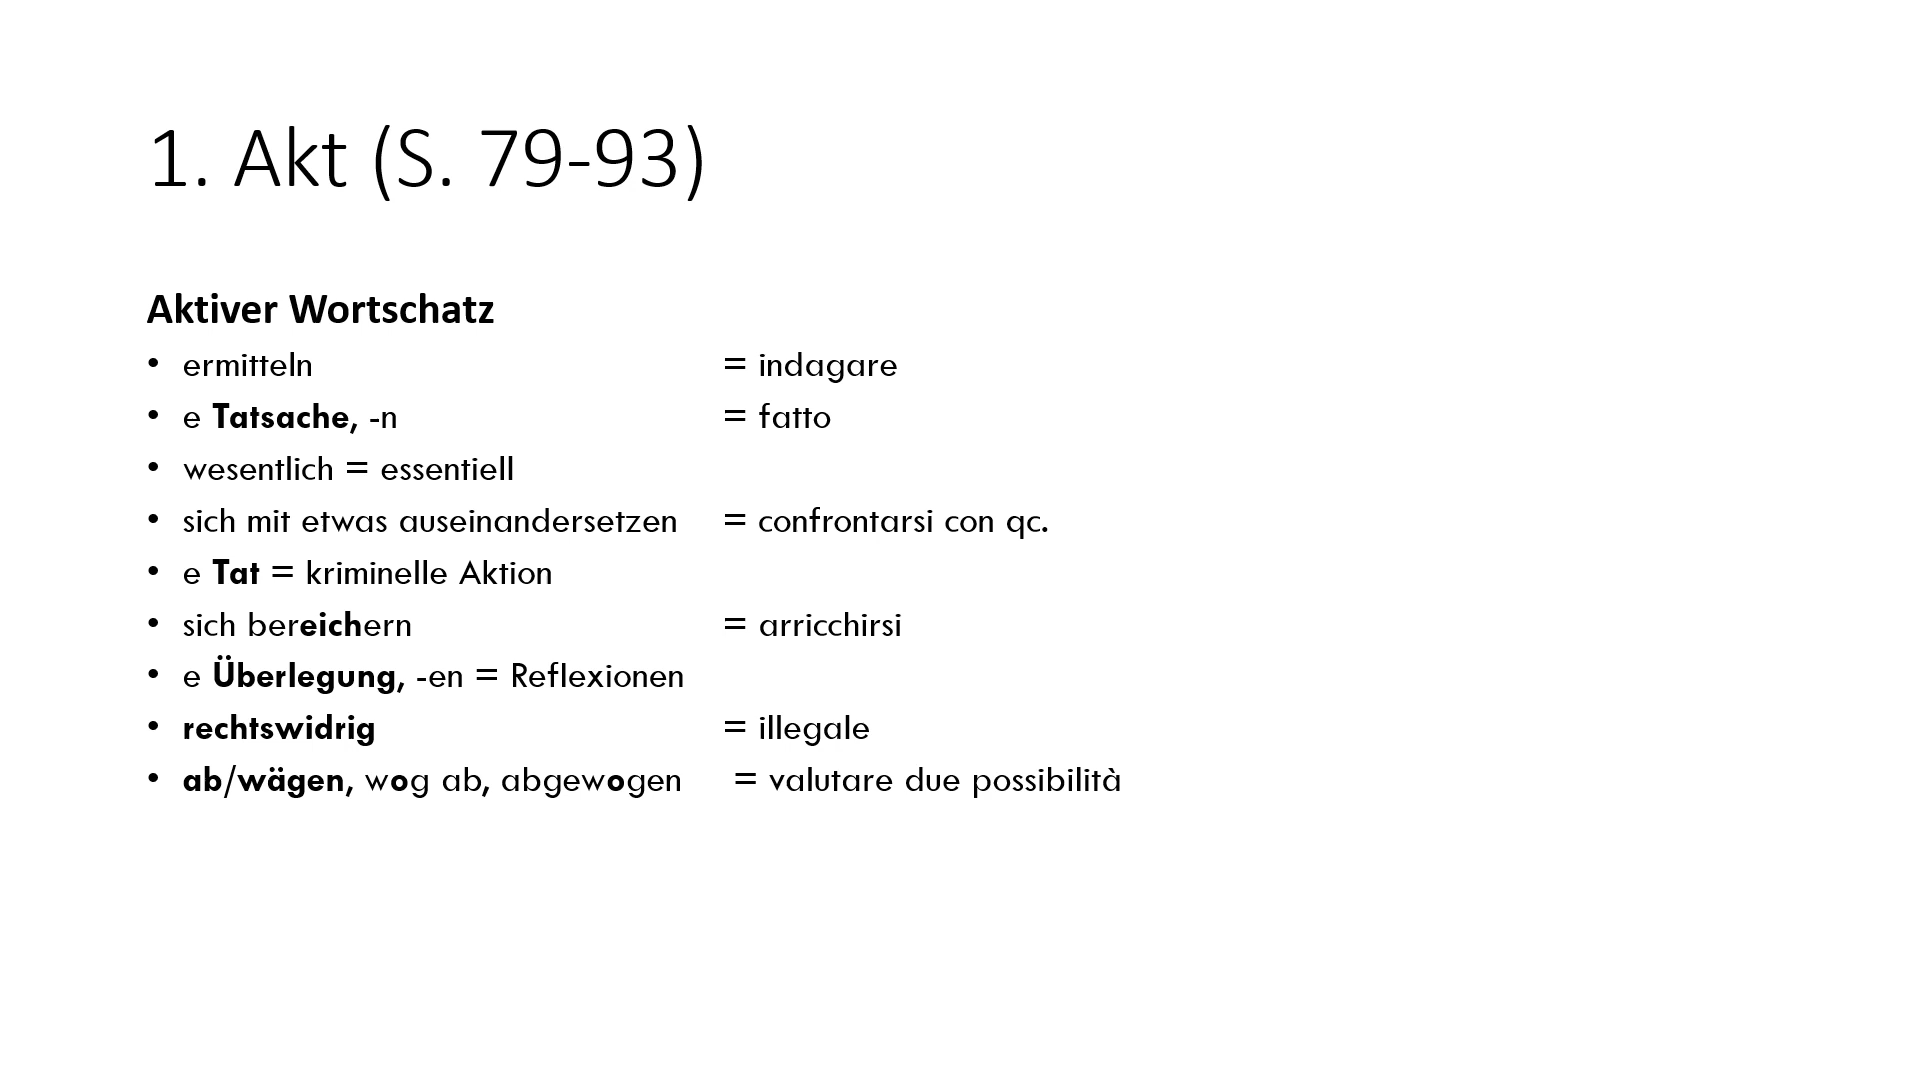 1. Akt (S. 79-93)
Aktiver Wortschatz
• ermitteln = indagare
• e Tatsache, -n = fatto
• wesentlich = essentiell
• sich mit etwas auseinandersetzen = confrontarsi con qc.
• e Tat = kriminelle Aktion
• sich bereichern = arricchirsi
• e Überlegung, -en = Reflexionen
• rechtswidrig = illegale
• ab/wägen, wog ab, abgewogen = valutare due possibilità